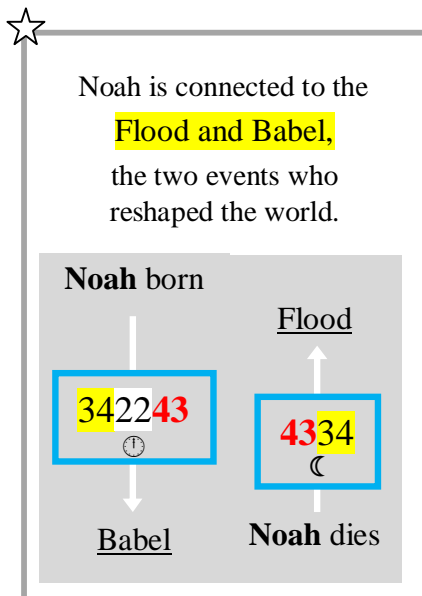 Noah is connected to the
Flood and Babel,
the two events who
reshaped the world.
Noah born
342243
Babel
Flood
4334
Noah dies